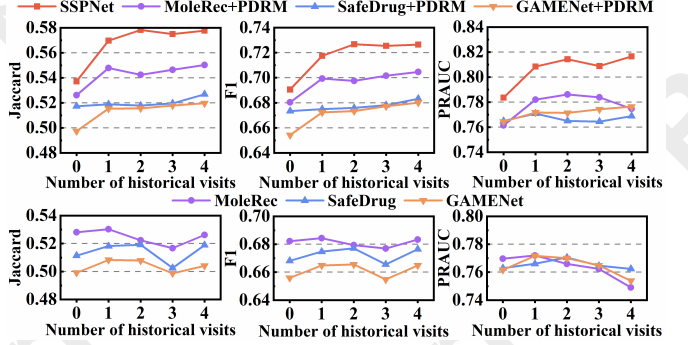 SSPNet MoleRec+PDRM SafeDrug+PDRM GAMENet+PDRM
Jaccard
0.58
0.56
0.54
0.52
0.50
0.48
0 1 2 3 4
Number of historical visits
F1
0.74
0.72
0.70
0.68
0.66
0.64
0 1 2 3 4
Number of historical visits
PRAUC
0.84
0.82
0.80
0.78
0.76
0.74
0 1 2 3 4
Number of historical visits
MoleRec SafeDrug GAMENet
Jaccard
0.54
0.52
0.50
0.48
0 1 2 3 4
Number of historical visits
F1
0.70
0.68
0.66
0.64
0 1 2 3 4
Number of historical visits
PRAUC
0.80
0.78
0.76
0.74
0 1 2 3 4
Number of historical visits